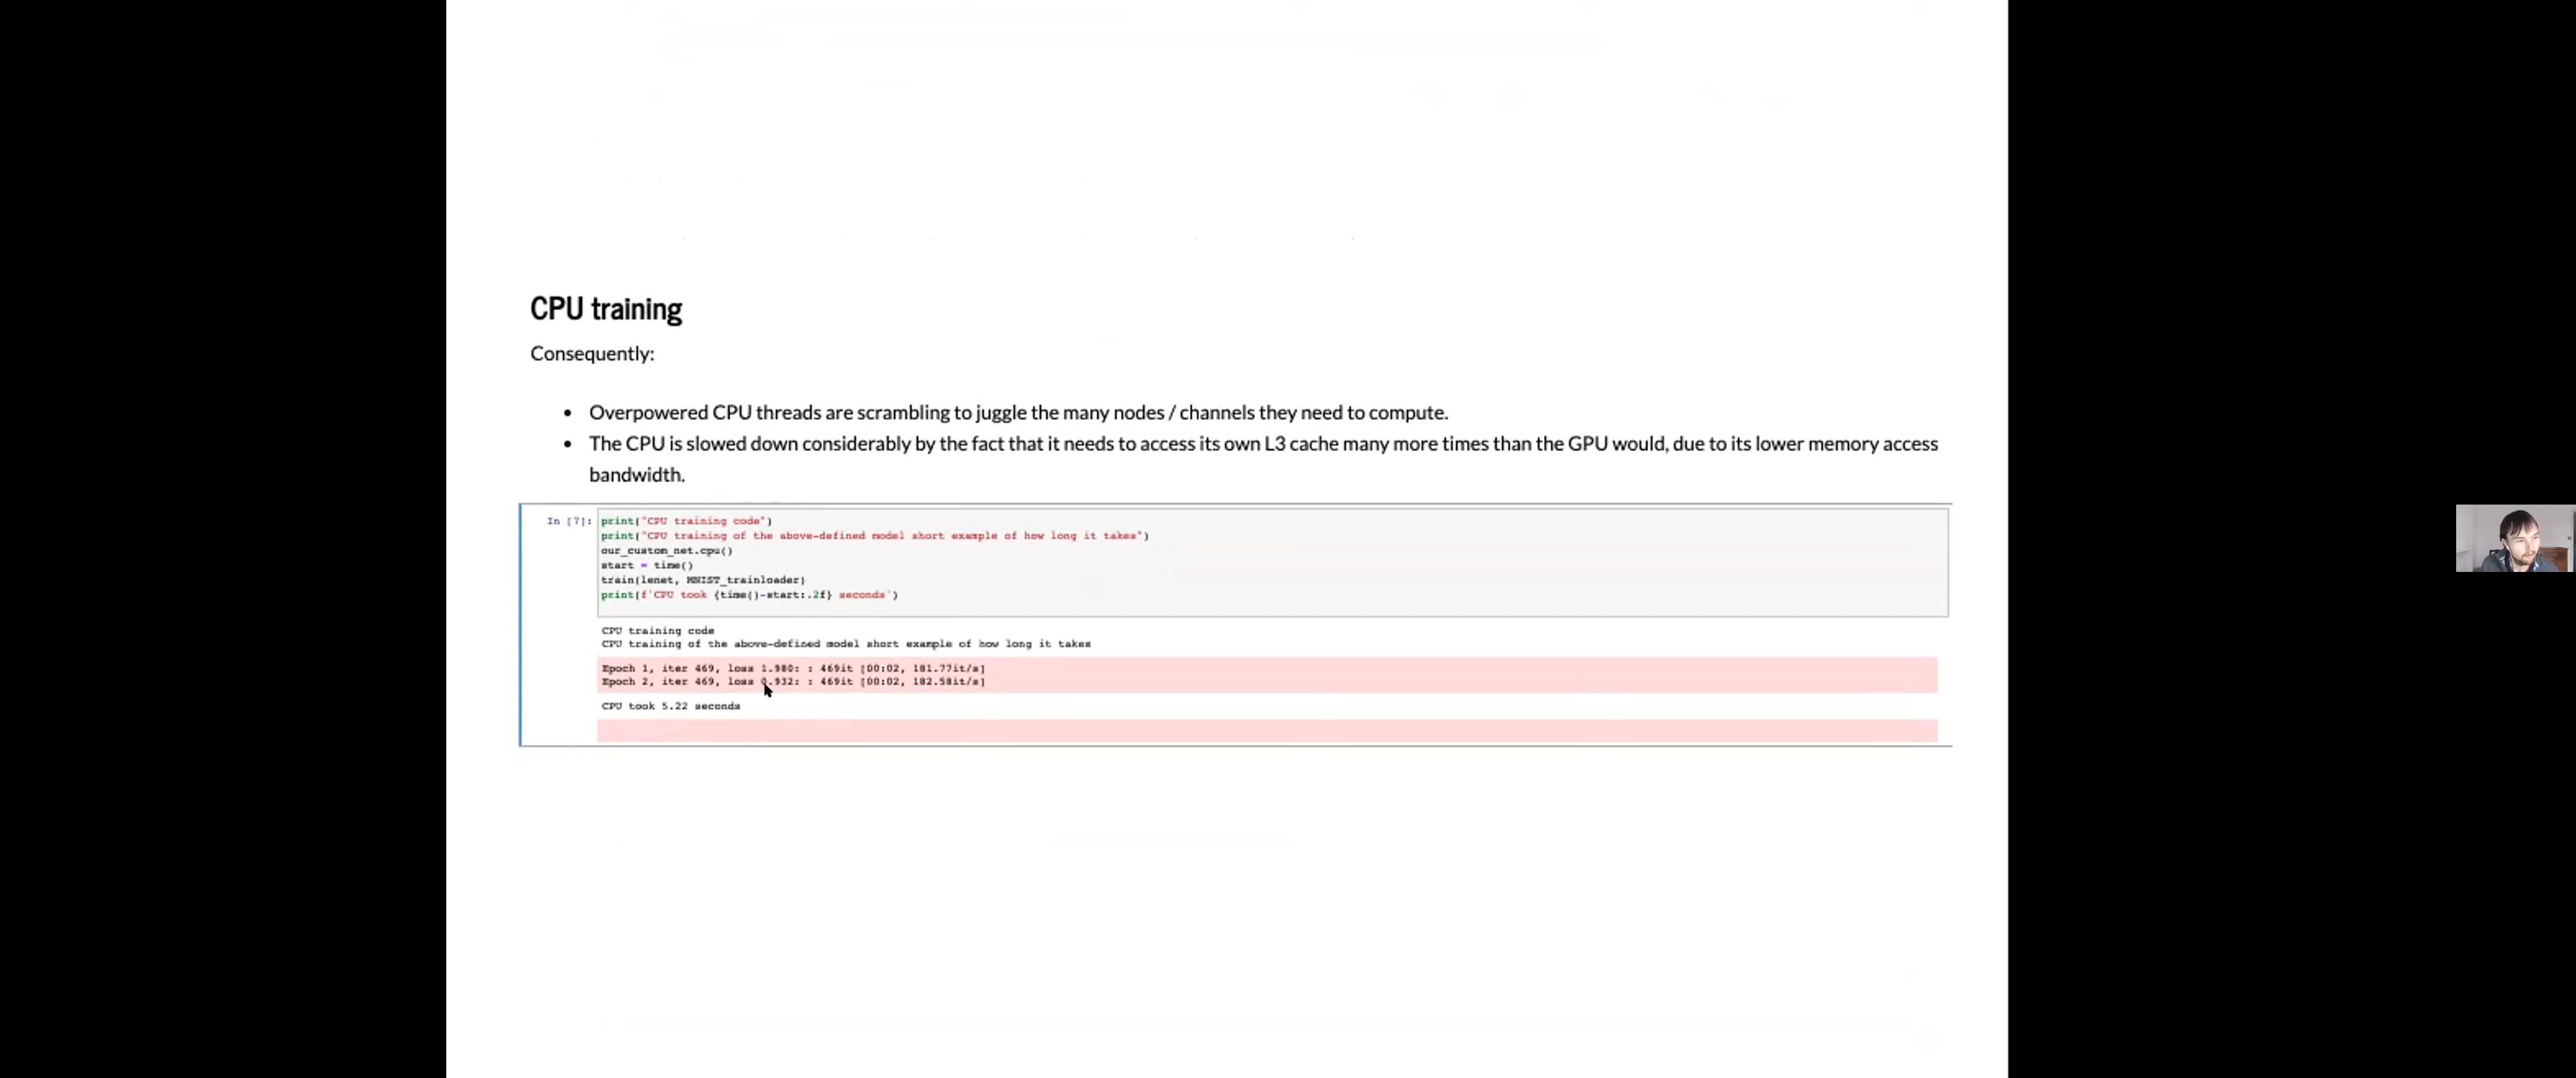 CPU training
Consequently:
• Overpowered CPU threads are scrambling to juggle the many nodes / channels they need to compute.
• The CPU is slowed down considerably by the fact that it needs to access its own L3 cache many more times than the GPU would, due to its lower memory access
bandwidth.
In [7]: print("CPU training code")
print("CPU training of the above-defined model short example of how long it takes")
our_custom_net.cpu()
start = time()
train(lenet, MNIST_trainloader)
print(f'CPU took {time()-start:.2f} seconds')
CPU training code
CPU training of the above-defined model short example of how long it takes
Epoch 1, iter 469, loss 1.980: : 469it [00:02, 181.77it/s]
Epoch 2, iter 469, loss 0.932: : 469it [00:02, 182.58it/s]
CPU took 5.22 seconds